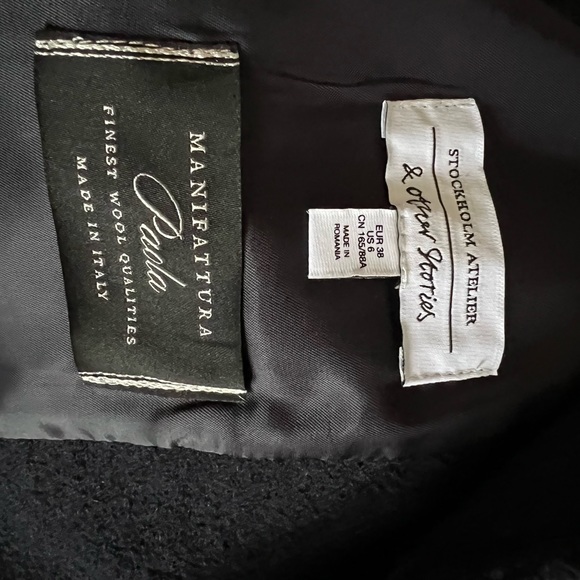 MANIFATTURA
Paola
FINEST WOOL QUALITIES
MADE IN ITALY
STOCKHOLM ATELIER
& other Stories
EUR 38
US 6
CN 165/88A
MADE IN
ROMANIA